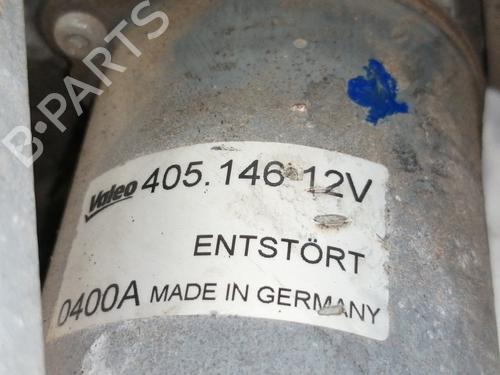 B-PARTS
Valeo 405.146 12V
ENTSTÖRT
0400A MADE IN GERMANY